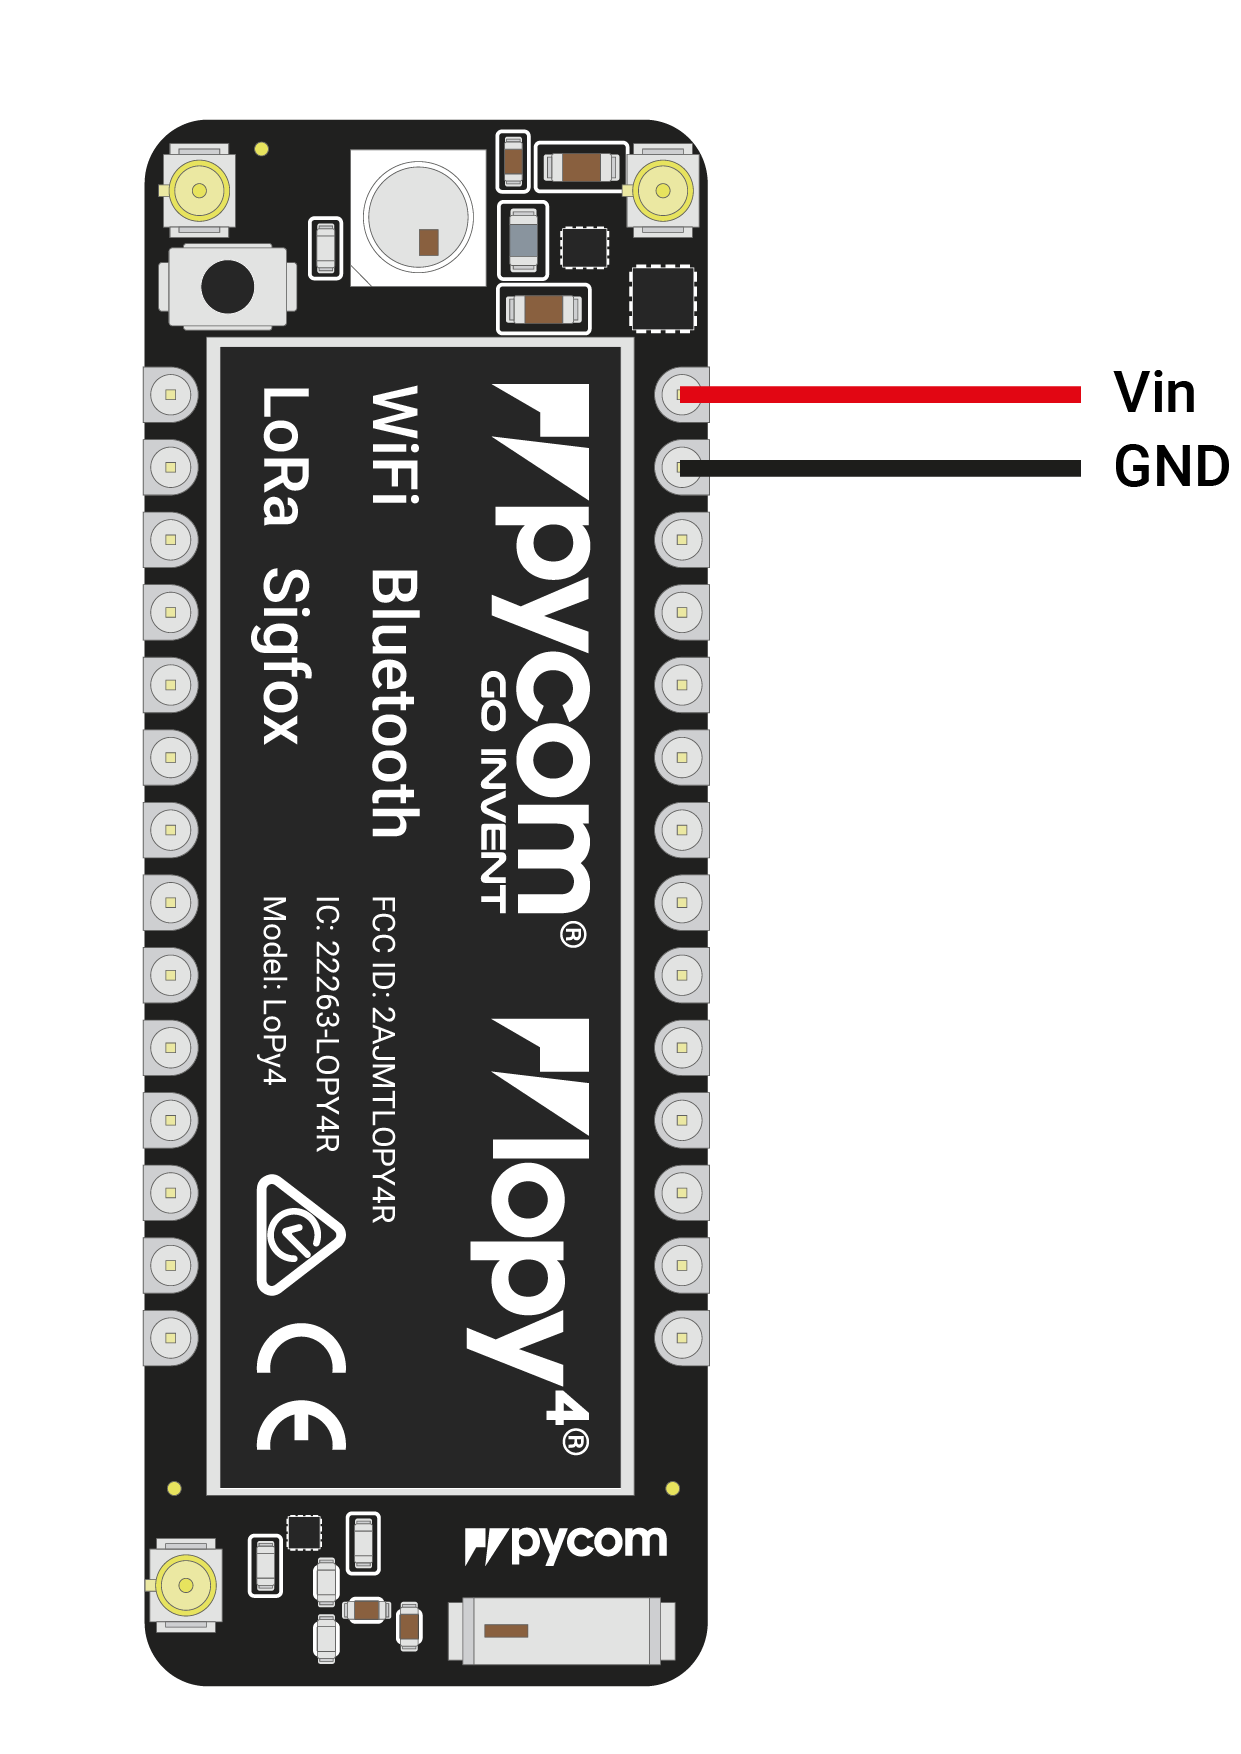 Vin
GND
pycom®
GO INVENT
lopy4®
WiFi Bluetooth
LoRa Sigfox
FCC ID: 2AJMTLOPY4R
IC: 22263-LOPY4R
Model: LoPy4
CE
pycom